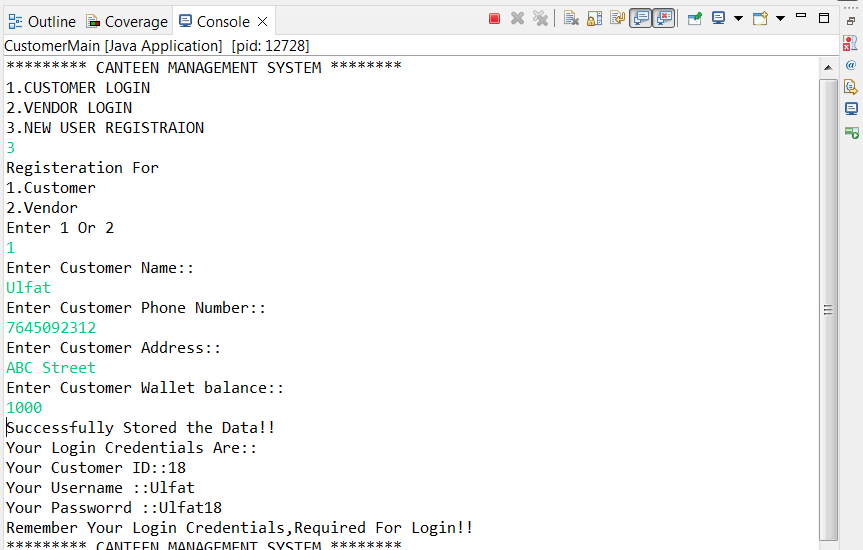 Outline Coverage Console
CustomerMain [Java Application] [pid: 12728]
********* CANTEEN MANAGEMENT SYSTEM ********
1.CUSTOMER LOGIN
2.VENDOR LOGIN
3.NEW USER REGISTRAION
3
Registeration For
1.Customer
2.Vendor
Enter 1 Or 2
1
Enter Customer Name::
Ulfat
Enter Customer Phone Number::
7645092312
Enter Customer Address::
ABC Street
Enter Customer Wallet balance::
1000
Successfully Stored the Data!!
Your Login Credentials Are::
Your Customer ID::18
Your Username ::Ulfat
Your Passworrd ::Ulfat18
Remember Your Login Credentials,Required For Login!!
********* CANTEEN MANAGEMENT SYSTEM ********